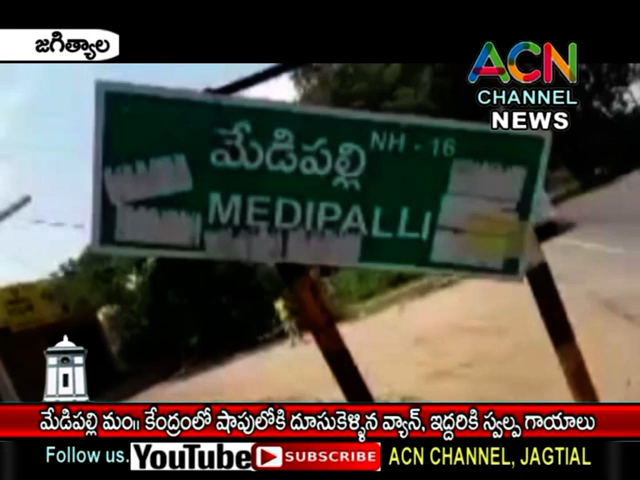 జగిత్యాల
ACN
CHANNEL
NEWS
మేడిపల్లి
NH - 16
MEDIPALLI
మేడిపల్లి మం॥ కేంద్రంలో షాపులోకి దూసుకెళ్ళిన వ్యాన్, ఇద్దరికి స్వల్ప గాయాలు
Follow us. YouTube SUBSCRIBE ACN CHANNEL, JAGTIAL